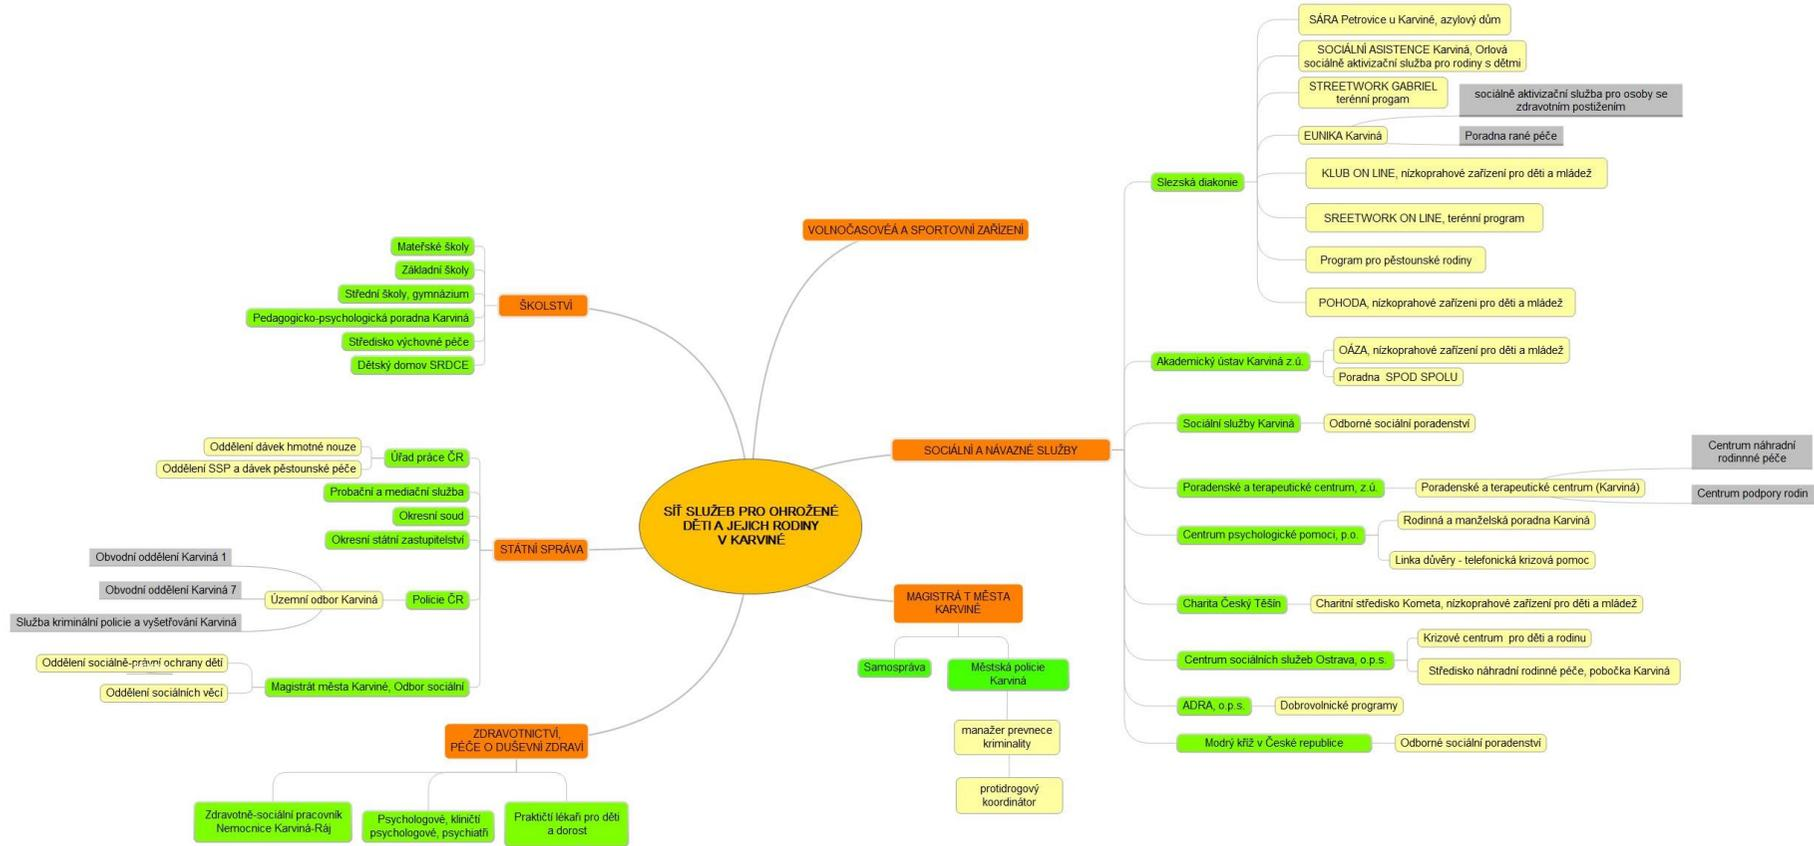 SÍŤ SLUŽEB PRO OHROŽENÉ
DĚTI A JEJICH RODINY
V KARVINÉ
VOLNOČASOVÉÁ A SPORTOVNÍ ZAŘÍZENÍ
ŠKOLSTVÍ
Mateřské školy
Základní školy
Střední školy, gymnázium
Pedagogicko-psychologická poradna Karviná
Středisko výchovné péče
Dětský domov SRDCE
STÁTNÍ SPRÁVA
Úřad práce ČR
Oddělení dávek hmotné nouze
Oddělení SSP a dávek pěstounské péče
Probační a mediační služba
Okresní soud
Okresní státní zastupitelství
Policie ČR
Územní odbor Karviná
Obvodní oddělení Karviná 1
Obvodní oddělení Karviná 7
Služba kriminální policie a vyšetřování Karviná
Magistrát města Karviné, Odbor sociální
Oddělení sociálně-právní ochrany dětí
Oddělení sociálních věcí
ZDRAVOTNICTVÍ,
PÉČE O DUŠEVNÍ ZDRAVÍ
Zdravotně-sociální pracovník
Nemocnice Karviná-Ráj
Psychologové, kliničtí
psychologové, psychiatři
Praktičtí lékaři pro děti
a dorost
MAGISTRÁ T MĚSTA
KARVINÉ
Samospráva
Městská policie
Karviná
manažer prevnece
kriminality
protidrogový
koordinátor
SOCIÁLNÍ A NÁVAZNÉ SLUŽBY
Slezská diakonie
SÁRA Petrovice u Karviné, azylový dům
SOCIÁLNÍ ASISTENCE Karviná, Orlová
sociálně aktivizační služba pro rodiny s dětmi
STREETWORK GABRIEL
terénní progam
EUNIKA Karviná
sociálně aktivizační služba pro osoby se
zdravotním postižením
Poradna rané péče
KLUB ON LINE, nízkoprahové zařízení pro děti a mládež
SREETWORK ON LINE, terénní program
Program pro pěstounské rodiny
POHODA, nízkoprahové zařízeni pro děti a mládež
Akademický ústav Karviná z.ú.
OÁZA, nízkoprahové zařízení pro děti a mládež
Poradna SPOD SPOLU
Sociální služby Karviná
Odborné sociální poradenství
Poradenské a terapeutické centrum, z.ú.
Poradenské a terapeutické centrum (Karviná)
Centrum náhradní
rodinnné péče
Centrum podpory rodin
Centrum psychologické pomoci, p.o.
Rodinná a manželská poradna Karviná
Linka důvěry - telefonická krizová pomoc
Charita Český Těšín
Charitní středisko Kometa, nízkoprahové zařízení pro děti a mládež
Centrum sociálních služeb Ostrava, o.p.s.
Krizové centrum pro děti a rodinu
Středisko náhradní rodinné péče, pobočka Karviná
ADRA, o.p.s.
Dobrovolnické programy
Modrý kříž v České republice
Odborné sociální poradenství